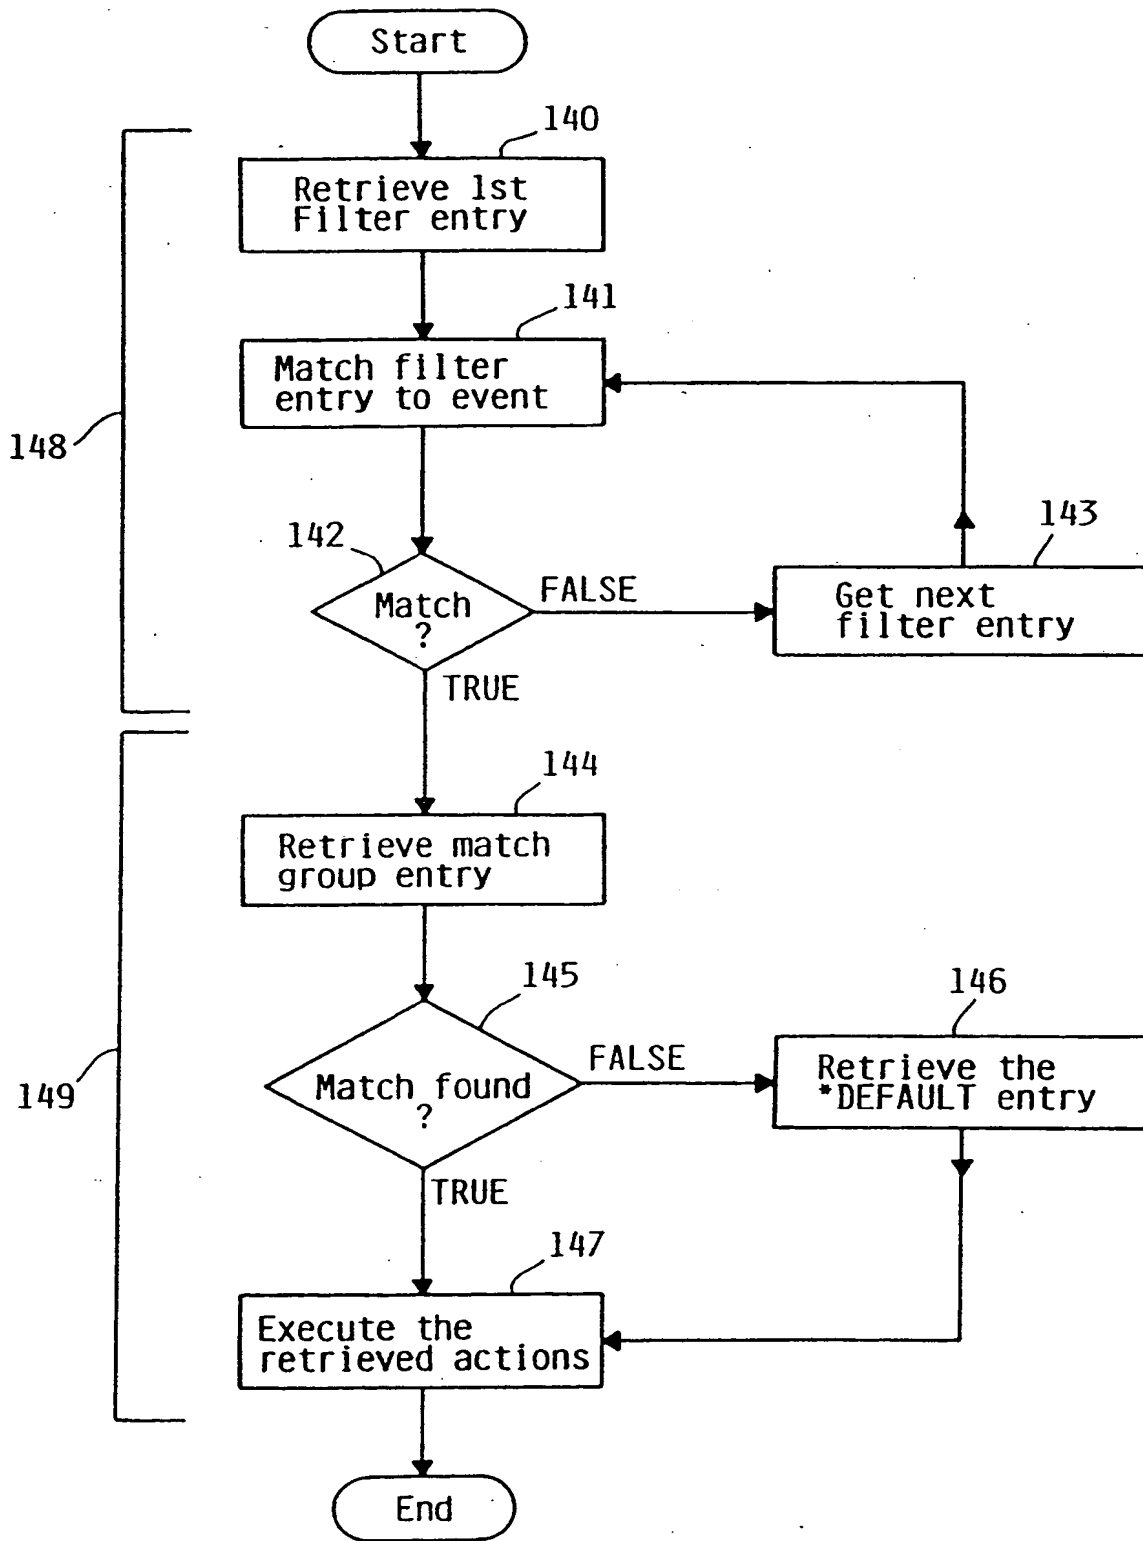 Start
140
Retrieve 1st
Filter entry
141
Match filter
entry to event
148
142
Match
?
FALSE
143
Get next
filter entry
TRUE
144
Retrieve match
group entry
145
Match found
?
FALSE
146
Retrieve the
*DEFAULT entry
149
TRUE
147
Execute the
retrieved actions
End